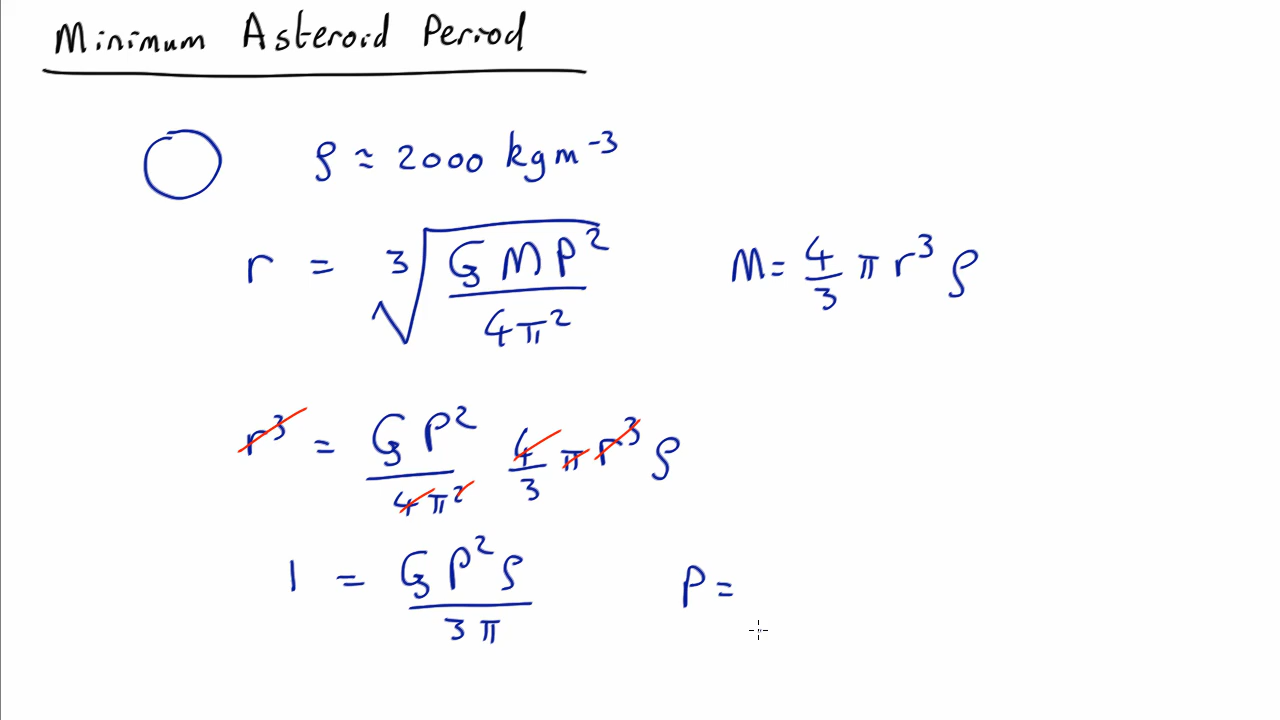 Minimum Asteroid Period
ρ ≈ 2000 kgm⁻³
r = ∛(GMP² / 4π²)    M = 4/3 π r³ ρ
r³ = GP² / 4π² 4/3 π r³ ρ
1 = GP²ρ / 3π    P =